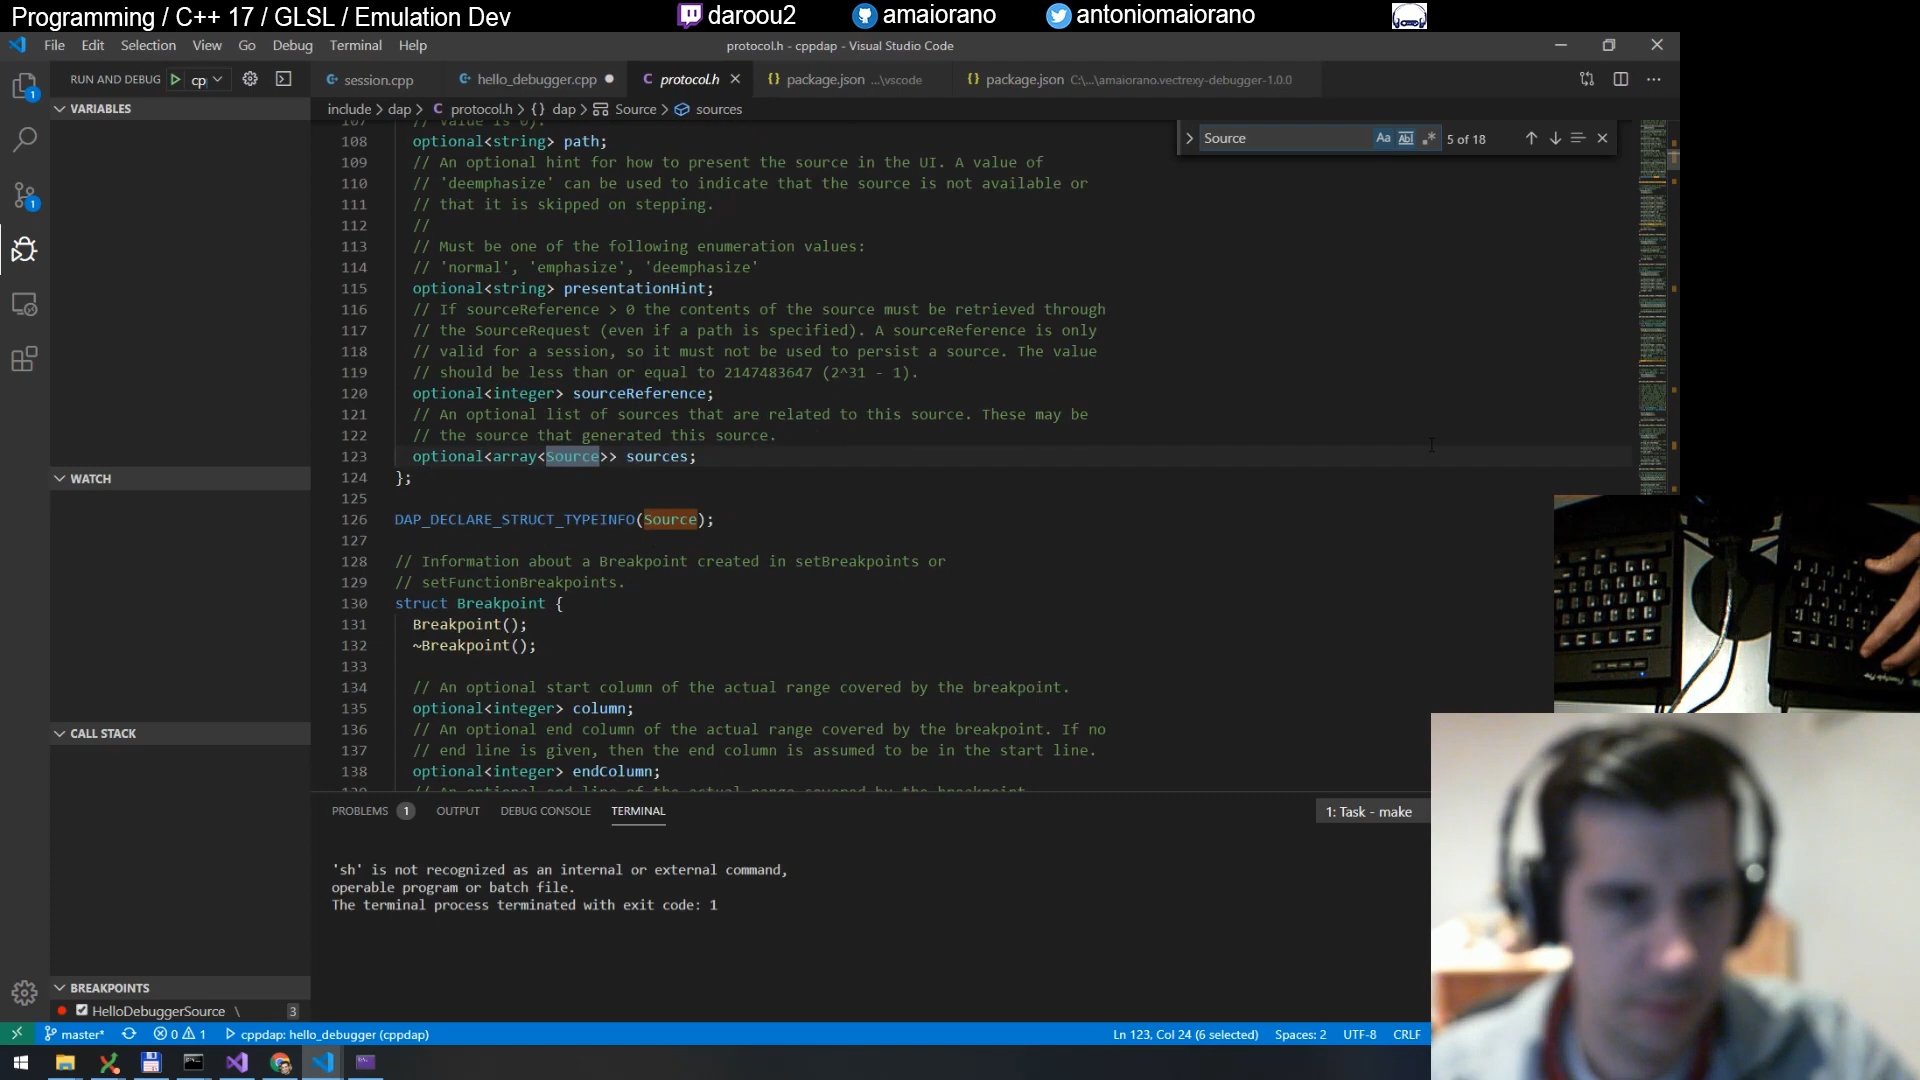 Programming / C++ 17 / GLSL / Emulation Dev
daroou2
amaiorano
antoniomaiorano
File Edit Selection View Go Debug Terminal Help
protocol.h - cppdap - Visual Studio Code
RUN AND DEBUG
session.cpp
hello_debugger.cpp
protocol.h
package.json ...\vscode
package.json C:\...\amaiorano.vectrexy-debugger-1.0.0
VARIABLES
include > dap > protocol.h > {} dap > Source > sources
Source
5 of 18
108 optional<string> path;
109 // An optional hint for how to present the source in the UI. A value of
110 // 'deemphasize' can be used to indicate that the source is not available or
111 // that it is skipped on stepping.
112 //
113 // Must be one of the following enumeration values:
114 // 'normal', 'emphasize', 'deemphasize'
115 optional<string> presentationHint;
116 // If sourceReference > 0 the contents of the source must be retrieved through
117 // the SourceRequest (even if a path is specified). A sourceReference is only
118 // valid for a session, so it must not be used to persist a source. The value
119 // should be less than or equal to 2147483647 (2^31 - 1).
120 optional<integer> sourceReference;
121 // An optional list of sources that are related to this source. These may be
122 // the source that generated this source.
123 optional<array<Source>> sources;
124 };
125
126 DAP_DECLARE_STRUCT_TYPEINFO(Source);
127
128 // Information about a Breakpoint created in setBreakpoints or
129 // setFunctionBreakpoints.
130 struct Breakpoint {
131 Breakpoint();
132 ~Breakpoint();
133
134 // An optional start column of the actual range covered by the breakpoint.
135 optional<integer> column;
136 // An optional end column of the actual range covered by the breakpoint. If no
137 // end line is given, then the end column is assumed to be in the start line.
138 optional<integer> endColumn;
WATCH
CALL STACK
PROBLEMS 1 OUTPUT DEBUG CONSOLE TERMINAL
1: Task - make
'sh' is not recognized as an internal or external command,
operable program or batch file.
The terminal process terminated with exit code: 1
BREAKPOINTS
HelloDebuggerSource \ 3
master*
0 1
cppdap: hello_debugger (cppdap)
Ln 123, Col 24 (6 selected)
Spaces: 2
UTF-8
CRLF